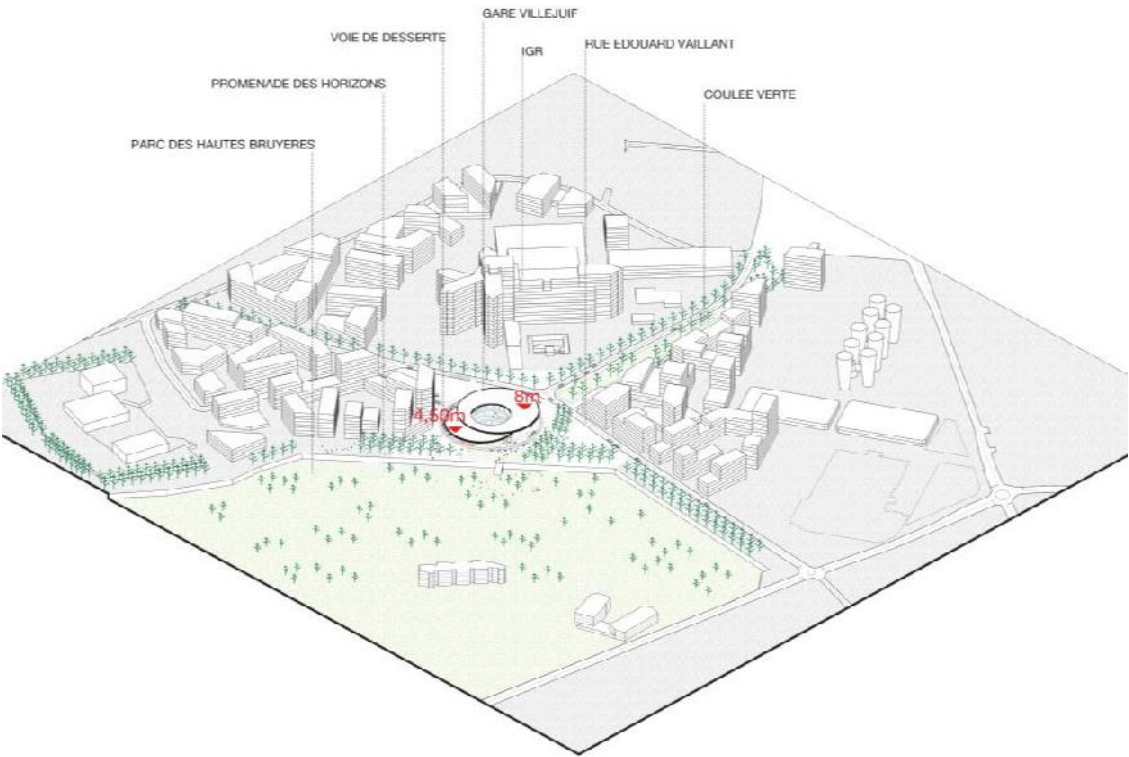 GARE VILLEJUIF
VOIE DE DESSERTE
IGR
RUE EDOUARD VAILLANT
PROMENADE DES HORIZONS
COULEE VERTE
PARC DES HAUTES BRUYERES
8m
4,50m